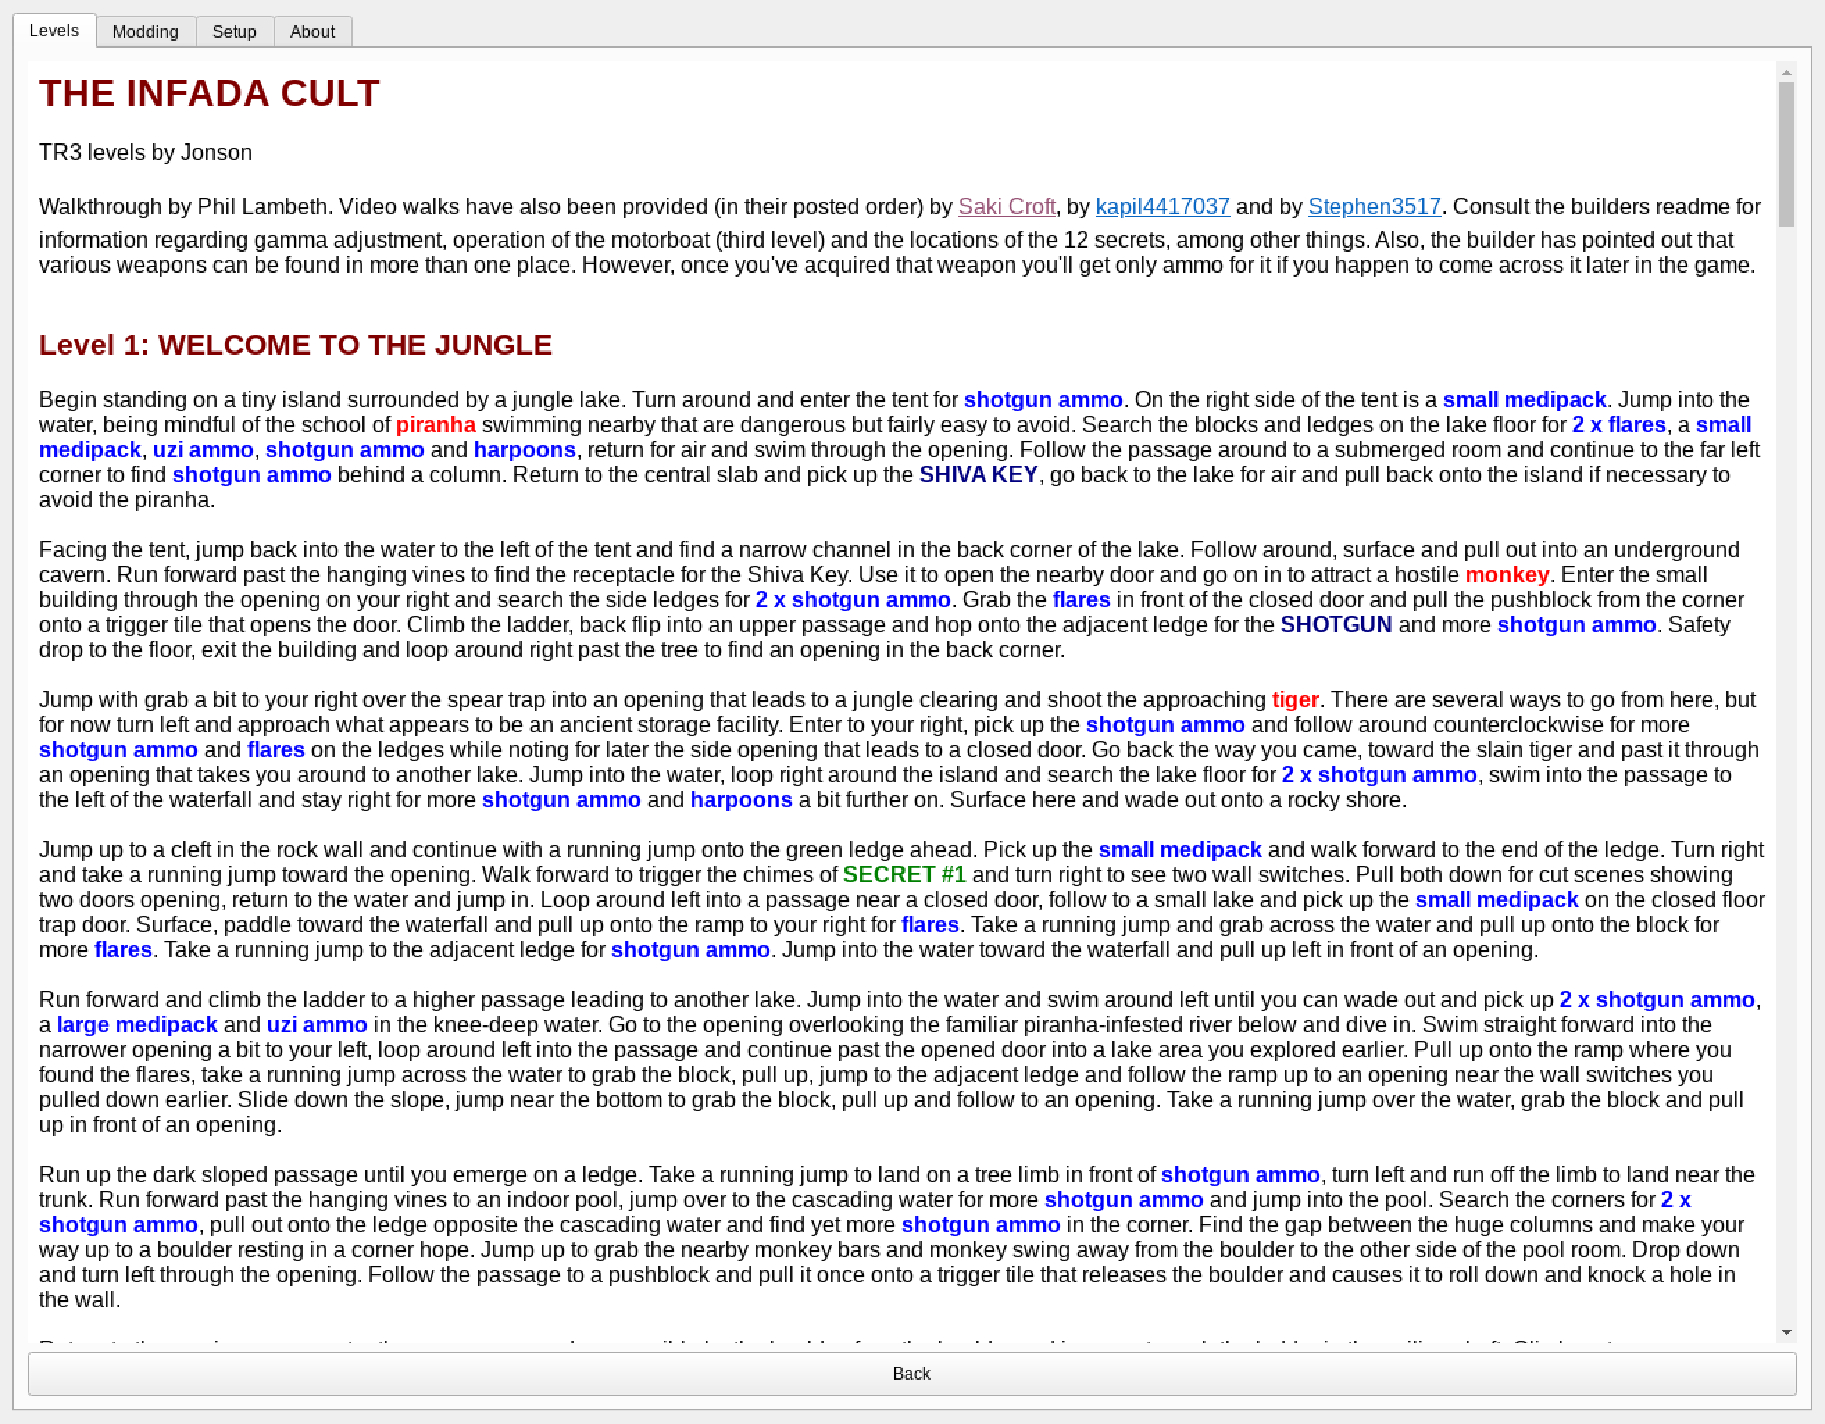 Levels
Modding
Setup
About
THE INFADA CULT
TR3 levels by Jonson
Walkthrough by Phil Lambeth. Video walks have also been provided (in their posted order) by Saki Croft, by kapil4417037 and by Stephen3517. Consult the builders readme for
information regarding gamma adjustment, operation of the motorboat (third level) and the locations of the 12 secrets, among other things. Also, the builder has pointed out that
various weapons can be found in more than one place. However, once you've acquired that weapon you'll get only ammo for it if you happen to come across it later in the game.
Level 1: WELCOME TO THE JUNGLE
Begin standing on a tiny island surrounded by a jungle lake. Turn around and enter the tent for shotgun ammo. On the right side of the tent is a small medipack. Jump into the
water, being mindful of the school of piranha swimming nearby that are dangerous but fairly easy to avoid. Search the blocks and ledges on the lake floor for 2 x flares, a small
medipack, uzi ammo, shotgun ammo and harpoons, return for air and swim through the opening. Follow the passage around to a submerged room and continue to the far left
corner to find shotgun ammo behind a column. Return to the central slab and pick up the SHIVA KEY, go back to the lake for air and pull back onto the island if necessary to
avoid the piranha.
Facing the tent, jump back into the water to the left of the tent and find a narrow channel in the back corner of the lake. Follow around, surface and pull out into an underground
cavern. Run forward past the hanging vines to find the receptacle for the Shiva Key. Use it to open the nearby door and go on in to attract a hostile monkey. Enter the small
building through the opening on your right and search the side ledges for 2 x shotgun ammo. Grab the flares in front of the closed door and pull the pushblock from the corner
onto a trigger tile that opens the door. Climb the ladder, back flip into an upper passage and hop onto the adjacent ledge for the SHOTGUN and more shotgun ammo. Safety
drop to the floor, exit the building and loop around right past the tree to find an opening in the back corner.
Jump with grab a bit to your right over the spear trap into an opening that leads to a jungle clearing and shoot the approaching tiger. There are several ways to go from here, but
for now turn left and approach what appears to be an ancient storage facility. Enter to your right, pick up the shotgun ammo and follow around counterclockwise for more
shotgun ammo and flares on the ledges while noting for later the side opening that leads to a closed door. Go back the way you came, toward the slain tiger and past it through
an opening that takes you around to another lake. Jump into the water, loop right around the island and search the lake floor for 2 x shotgun ammo, swim into the passage to
the left of the waterfall and stay right for more shotgun ammo and harpoons a bit further on. Surface here and wade out onto a rocky shore.
Jump up to a cleft in the rock wall and continue with a running jump onto the green ledge ahead. Pick up the small medipack and walk forward to the end of the ledge. Turn right
and take a running jump toward the opening. Walk forward to trigger the chimes of SECRET #1 and turn right to see two wall switches. Pull both down for cut scenes showing
two doors opening, return to the water and jump in. Loop around left into a passage near a closed door, follow to a small lake and pick up the small medipack on the closed floor
trap door. Surface, paddle toward the waterfall and pull up onto the ramp to your right for flares. Take a running jump and grab across the water and pull up onto the block for
more flares. Take a running jump to the adjacent ledge for shotgun ammo. Jump into the water toward the waterfall and pull up left in front of an opening.
Run forward and climb the ladder to a higher passage leading to another lake. Jump into the water and swim around left until you can wade out and pick up 2 x shotgun ammo,
a large medipack and uzi ammo in the knee-deep water. Go to the opening overlooking the familiar piranha-infested river below and dive in. Swim straight forward into the
narrower opening a bit to your left, loop around left into the passage and continue past the opened door into a lake area you explored earlier. Pull up onto the ramp where you
found the flares, take a running jump across the water to grab the block, pull up, jump to the adjacent ledge and follow the ramp up to an opening near the wall switches you
pulled down earlier. Slide down the slope, jump near the bottom to grab the block, pull up and follow to an opening. Take a running jump over the water, grab the block and pull
up in front of an opening.
Run up the dark sloped passage until you emerge on a ledge. Take a running jump to land on a tree limb in front of shotgun ammo, turn left and run off the limb to land near the
trunk. Run forward past the hanging vines to an indoor pool, jump over to the cascading water for more shotgun ammo and jump into the pool. Search the corners for 2 x
shotgun ammo, pull out onto the ledge opposite the cascading water and find yet more shotgun ammo in the corner. Find the gap between the huge columns and make your
way up to a boulder resting in a corner hope. Jump up to grab the nearby monkey bars and monkey swing away from the boulder to the other side of the pool room. Drop down
and turn left through the opening. Follow the passage to a pushblock and pull it once onto a trigger tile that releases the boulder and causes it to roll down and knock a hole in
the wall.
Back